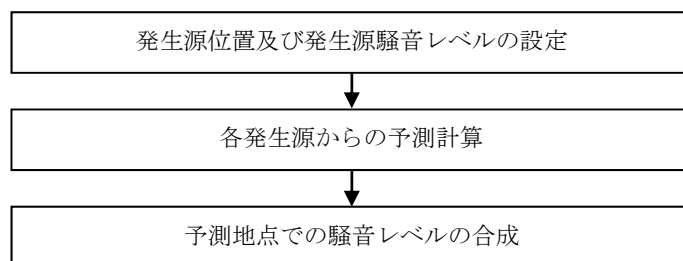 発生源位置及び発生源騒音レベルの設定
各発生源からの予測計算
予測地点での騒音レベルの合成